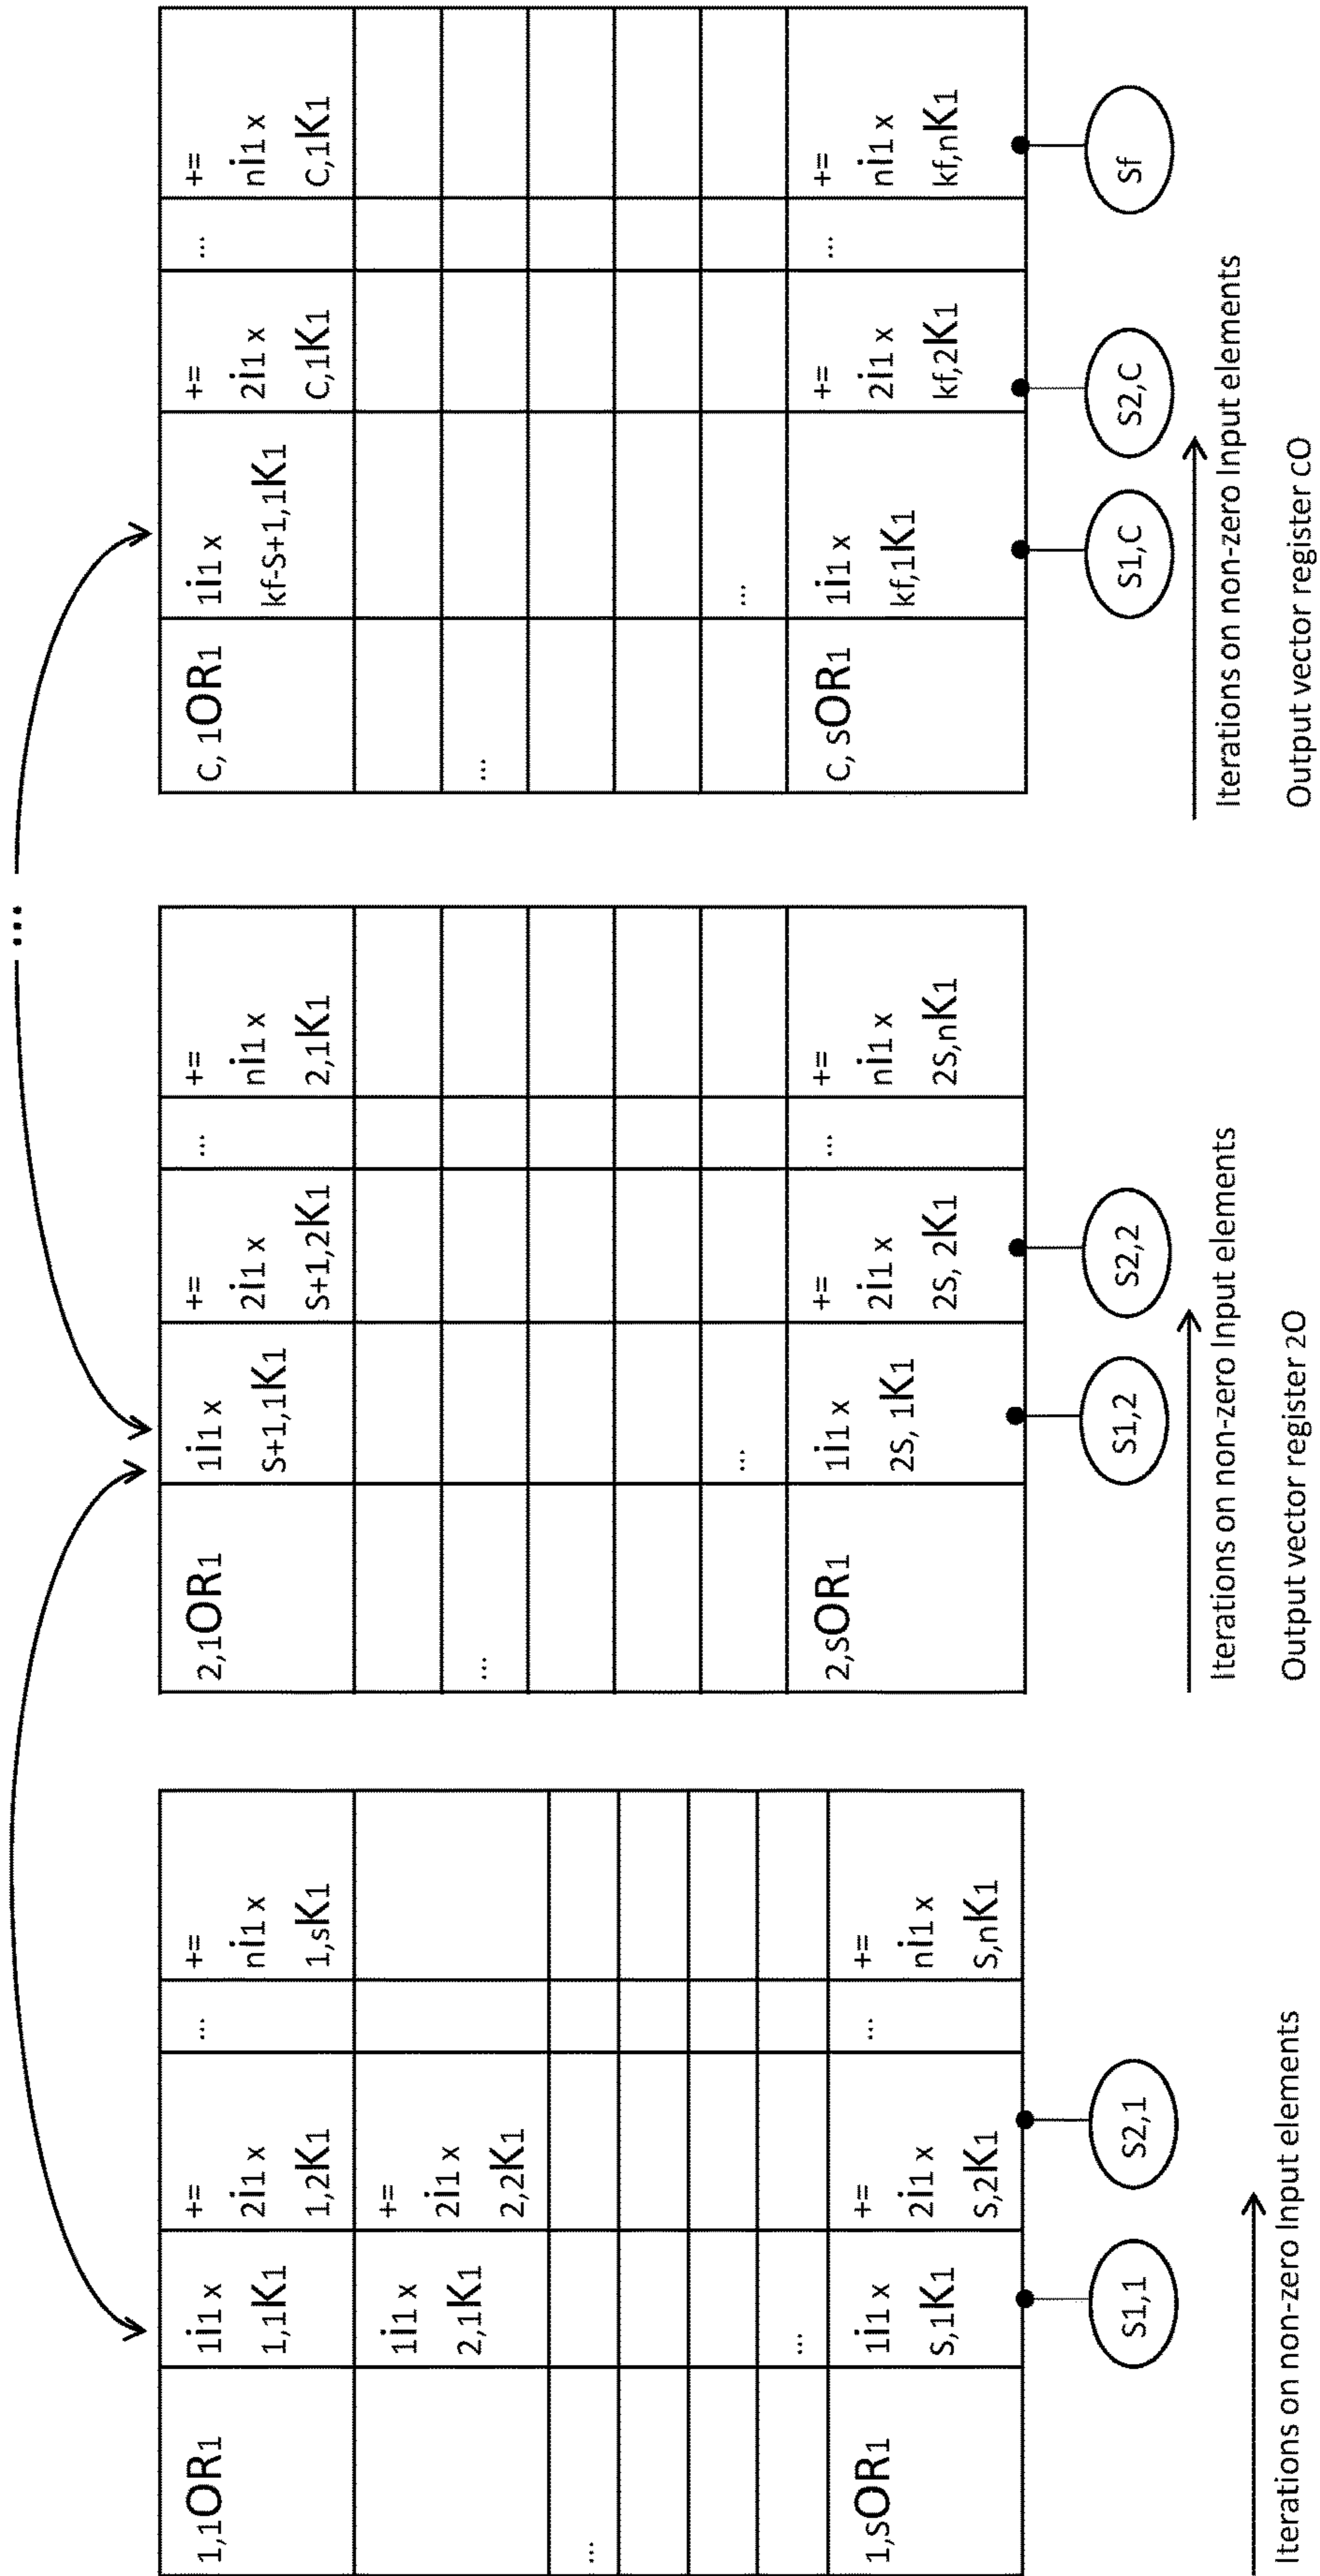 ...
1,1OR1
1i1 x
1,1K1
+=
2i1 x
1,2K1
...
+=
ni1 x
1,sK1
1i1 x
2,1K1
+=
2i1 x
2,2K1
...
...
1,SOR1
1i1 x
S,1K1
+=
2i1 x
S,2K1
...
+=
ni1 x
S,nK1
S1,1
S2,1
Iterations on non-zero Input elements
2,1OR1
1i1 x
S+1,1K1
+=
2i1 x
S+1,2K1
...
+=
ni1 x
2,1K1
...
...
2,SOR1
1i1 x
2S, 1K1
+=
2i1 x
2S, 2K1
...
+=
ni1 x
2S,nK1
S1,2
S2,2
Iterations on non-zero Input elements
Output vector register 2O
C, 1OR1
1i1 x
kf-S+1,1K1
+=
2i1 x
C,1K1
...
+=
ni1 x
C,1K1
...
...
C, SOR1
1i1 x
kf,1K1
+=
2i1 x
kf,2K1
...
+=
ni1 x
kf,nK1
S1,C
S2,C
Sf
Iterations on non-zero Input elements
Output vector register cO